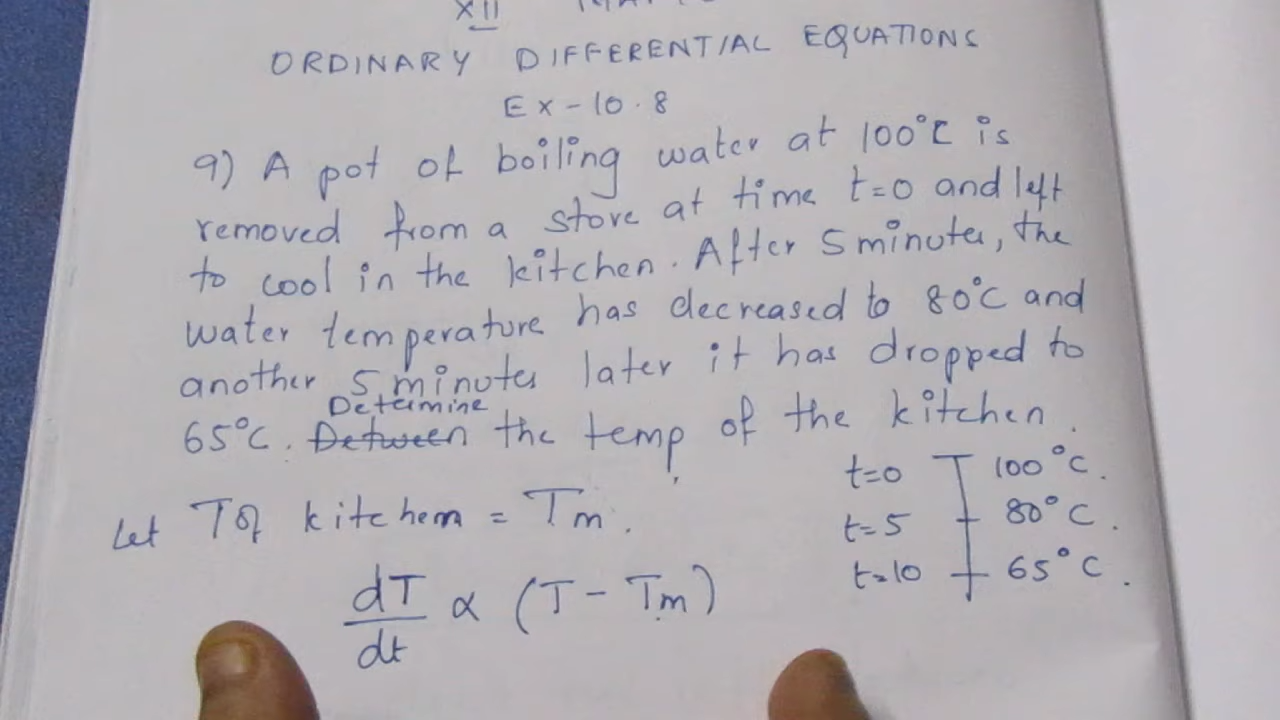 XII
ORDINARY DIFFERENTIAL EQUATIONS
Ex-10.8
9) A pot of boiling water at 100°C is
removed from a stove at time t=0 and left
to cool in the kitchen. After 5 minutes, the
water temperature has decreased to 80°C and
another 5 minutes later it has dropped to
65°C. Determine Between the temp of the kitchen.
t=0 100°C.
t=5 80°C.
t=10 65°C.
Let T of kitchen = Tm.
dT/dt ∝ (T - Tm)